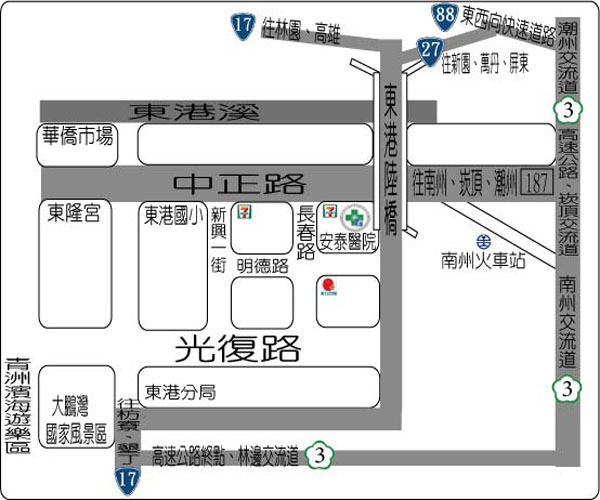 17
往林園、高雄
88
東西向快速道路
27
往新園、萬丹、屏東
潮州交流道
3
東港溪
華僑市場
東港陸橋
高速公路、崁頂交流道
中正路
往南州、崁頂、潮州
187
東隆宮
東港國小
新興一街
7
長春路
7
安泰醫院
明德路
南州火車站
南州交流道
3
光復路
東港分局
青洲濱海遊樂區
大鵬灣
國家風景區
往枋寮、墾丁
17
高速公路終點、林邊交流道
3